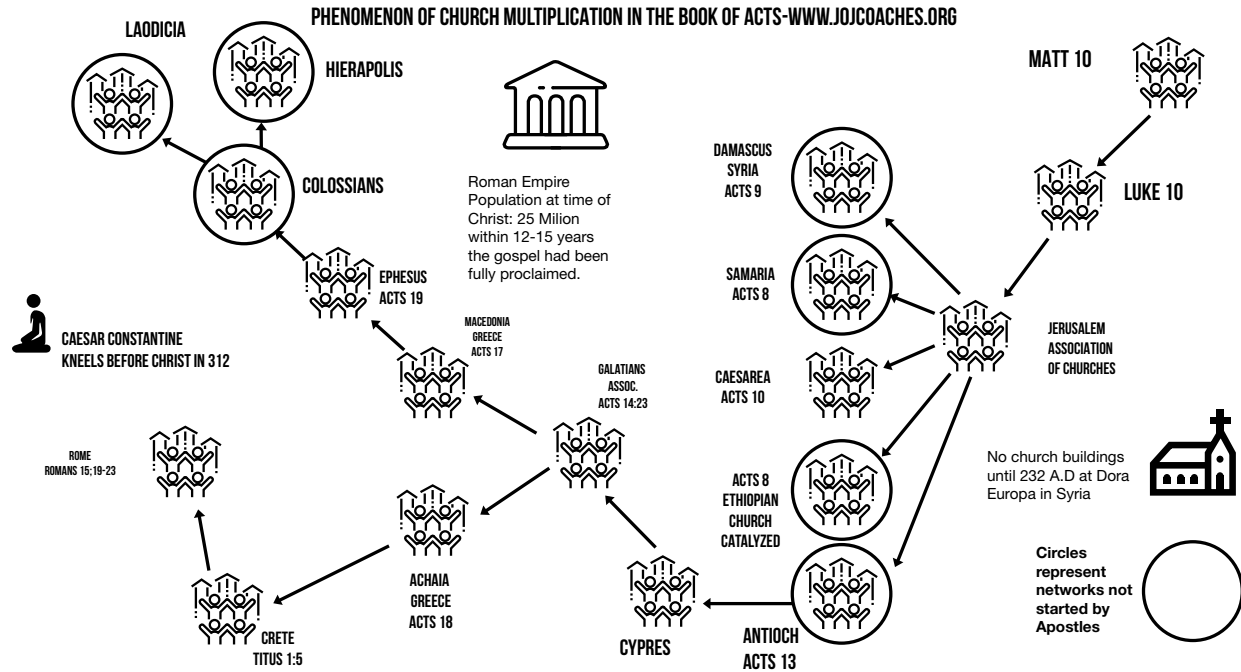 PHENOMENON OF CHURCH MULTIPLICATION IN THE BOOK OF ACTS-WWW.JOJCOACHES.ORG
LAODICIA
HIERAPOLIS
COLOSSIANS
EPHESUS
ACTS 19
Roman Empire
Population at time of
Christ: 25 Milion
within 12-15 years
the gospel had been
fully proclaimed.
MATT 10
LUKE 10
DAMASCUS
SYRIA
ACTS 9
SAMARIA
ACTS 8
CAESAREA
ACTS 10
JERUSALEM
ASSOCIATION
OF CHURCHES
CAESAR CONSTANTINE
KNEELS BEFORE CHRIST IN 312
MACEDONIA
GREECE
ACTS 17
GALATIANS
ASSOC.
ACTS 14:23
ROME
ROMANS 15;19-23
ACHAIA
GREECE
ACTS 18
CRETE
TITUS 1:5
CYPRES
ACTS 8
ETHIOPIAN
CHURCH
CATALYZED
ANTIOCH
ACTS 13
No church buildings
until 232 A.D at Dora
Europa in Syria
Circles
represent
networks not
started by
Apostles